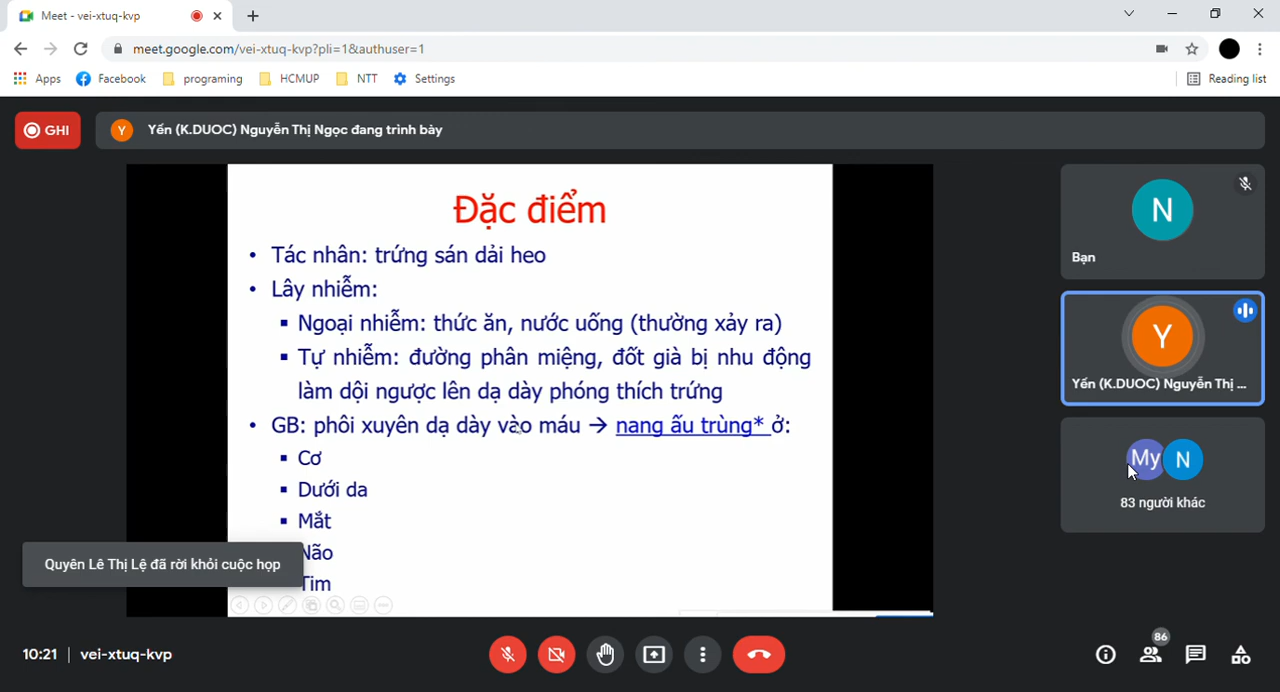 Meet - vei-xtuq-kvp
meet.google.com/vei-xtuq-kvp?pli=1&authuser=1
Apps Facebook programing HCMUP NTT Settings Reading list
GHI Y Yến (K.DUOC) Nguyễn Thị Ngọc đang trình bày
Đặc điểm
• Tác nhân: trứng sán dải heo
• Lây nhiễm:
▪ Ngoại nhiễm: thức ăn, nước uống (thường xảy ra)
▪ Tự nhiễm: đường phân miệng, đốt già bị nhu động
làm dội ngược lên dạ dày phóng thích trứng
• GB: phôi xuyên dạ dày vào máu → nang ấu trùng* ở:
▪ Cơ
▪ Dưới da
▪ Mắt
Não
Tim
N
Bạn
Y
Yến (K.DUOC) Nguyễn Thị ...
My N
83 người khác
Quyên Lê Thị Lệ đã rời khỏi cuộc họp
10:21 | vei-xtuq-kvp
86